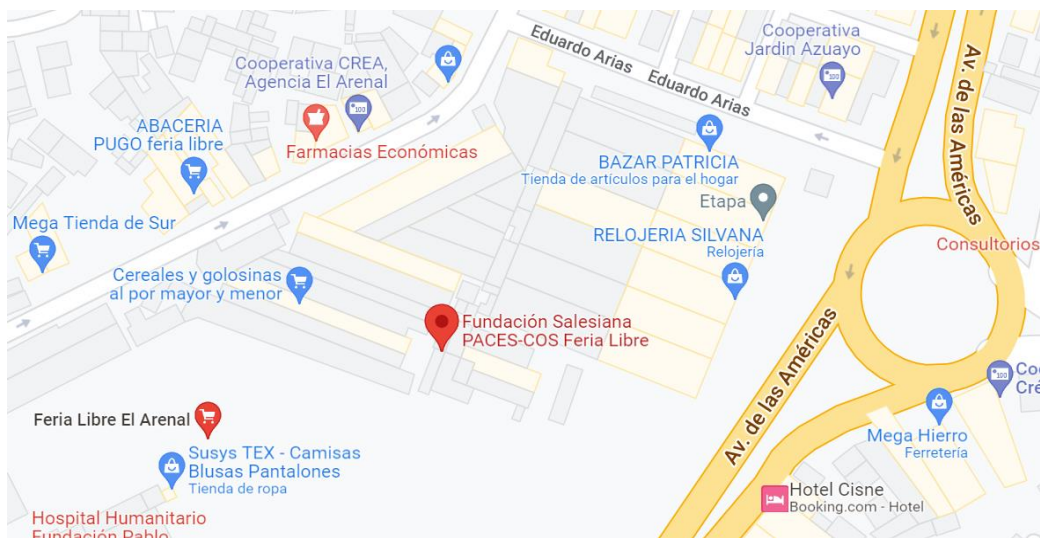 Eduardo Arias
Eduardo Arias
Cooperativa
Jardin Azuayo
Av. de las Américas
Cooperativa CREA,
Agencia El Arenal
ABACERIA
PUGO feria libre
Farmacias Económicas
BAZAR PATRICIA
Tienda de artículos para el hogar
Etapa
Mega Tienda de Sur
RELOJERIA SILVANA
Relojería
Consultorios
Cereales y golosinas
al por mayor y menor
Fundación Salesiana
PACES-COS Feria Libre
Av. de las Américas
Coo
Cré
Feria Libre El Arenal
Susys TEX - Camisas
Blusas Pantalones
Tienda de ropa
Mega Hierro
Ferretería
Hotel Cisne
Booking.com - Hotel
Hospital Humanitario
Fundación Pablo